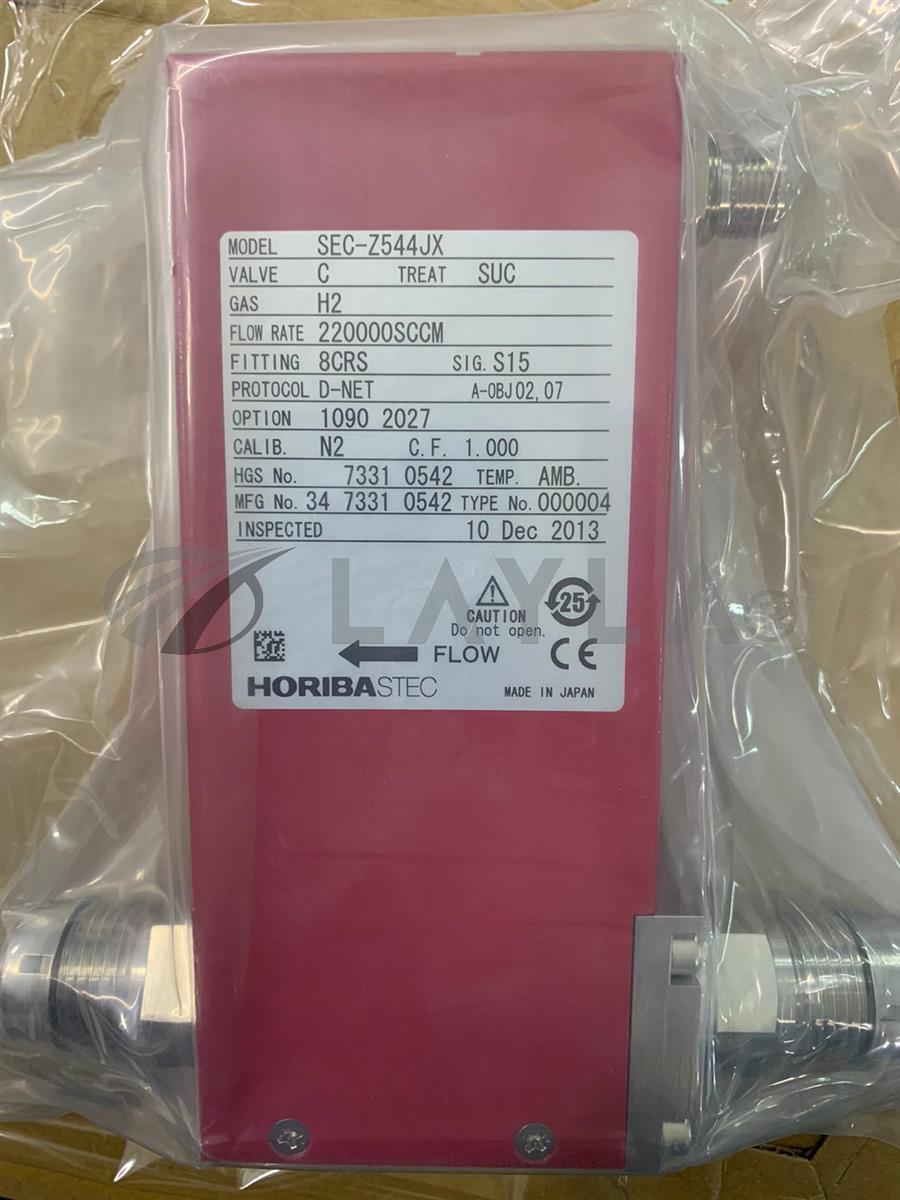 MODEL SEC-Z544JX
VALVE C TREAT SUC
GAS H2
FLOW RATE 220000SCCM
FITTING 8CRS SIG. S15
PROTOCOL D-NET A-OBJ 02, 07
OPTION 1090 2027
CALIB. N2 C.F. 1.000
HGS No. 7331 0542 TEMP. AMB.
MFG No. 34 7331 0542 TYPE No. 000004
INSPECTED 10 Dec 2013
LAYLA
25
CAUTION
Do not open.
FLOW
CE
HORIBASTEC
MADE IN JAPAN